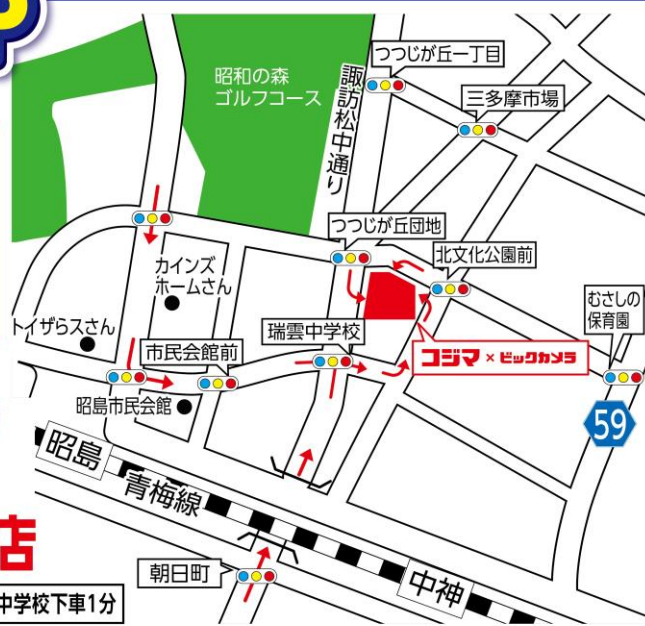 つつじが丘一丁目
昭和の森
ゴルフコース
諏訪松中通り
三多摩市場
つつじが丘団地
北文化公園前
カインズ
ホームさん
むさしの
保育園
トイザらスさん
瑞雲中学校
市民会館前
コジマ×ビックカメラ
昭島市民会館
59
昭島
青梅線
店
朝日町
中神
中学校下車1分